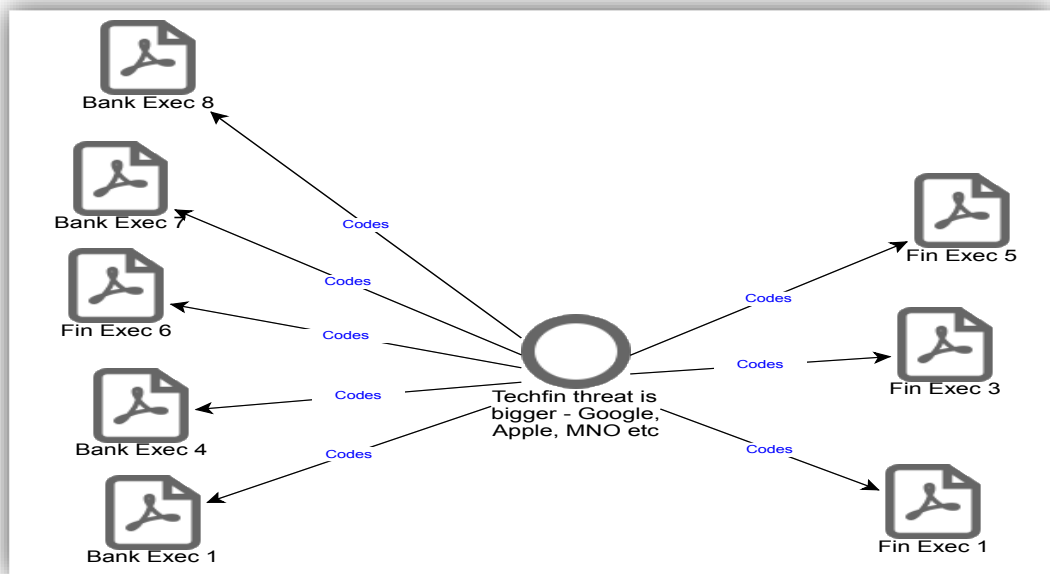 Bank Exec 8
Codes
Bank Exec 7
Codes
Fin Exec 6
Codes
Bank Exec 4
Codes
Bank Exec 1
Codes
Techfin threat is
bigger - Google,
Apple, MNO etc
Fin Exec 5
Codes
Fin Exec 3
Codes
Fin Exec 1
Codes